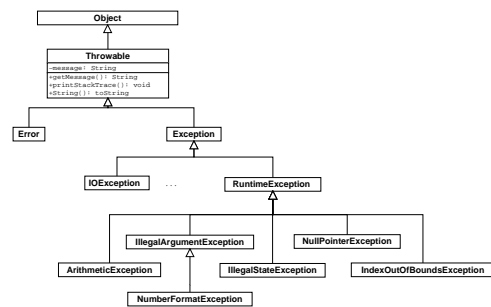 Object
Throwable
-message: String
+getMessage(): String
+printStackTrace(): void
+String(): toString
Error
Exception
IOException
...
RuntimeException
IllegalArgumentException
NullPointerException
ArithmeticException
IllegalStateException
IndexOutOfBoundsException
NumberFormatException